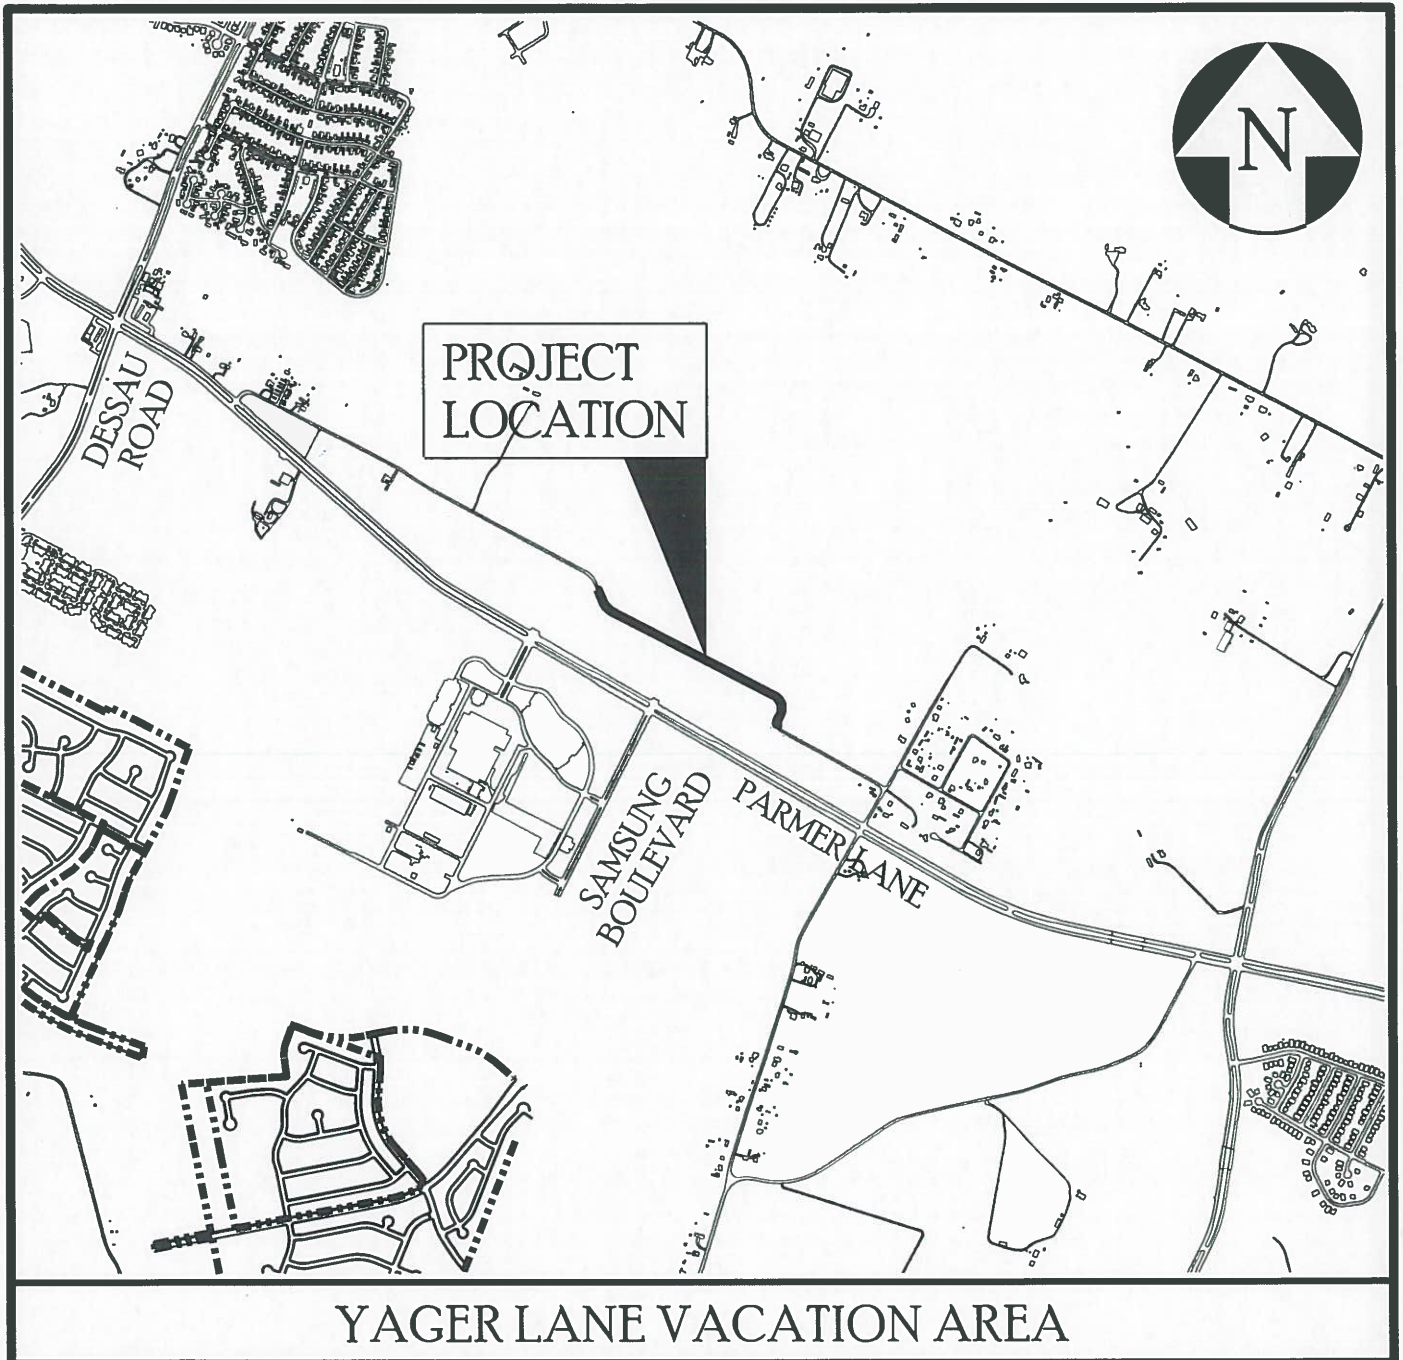 N
PROJECT
LOCATION
DESSAU
ROAD
SAMSUNG
BOULEVARD
PARMER LANE
YAGER LANE VACATION AREA